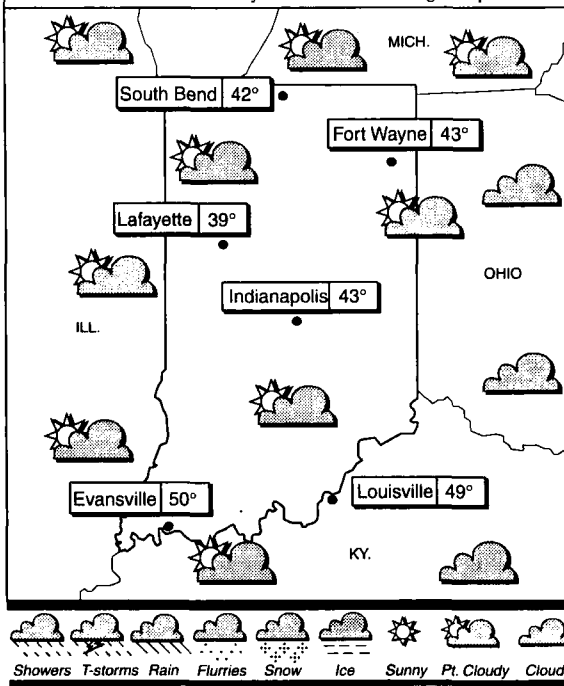 MICH.
South Bend 42°
Fort Wayne 43°
Lafayette 39°
OHIO
Indianapolis 43°
ILL.
Evansville 50°
Louisville 49°
KY.
Showers T-storms Rain Flurries Snow Ice Sunny Pt. Cloudy Cloud